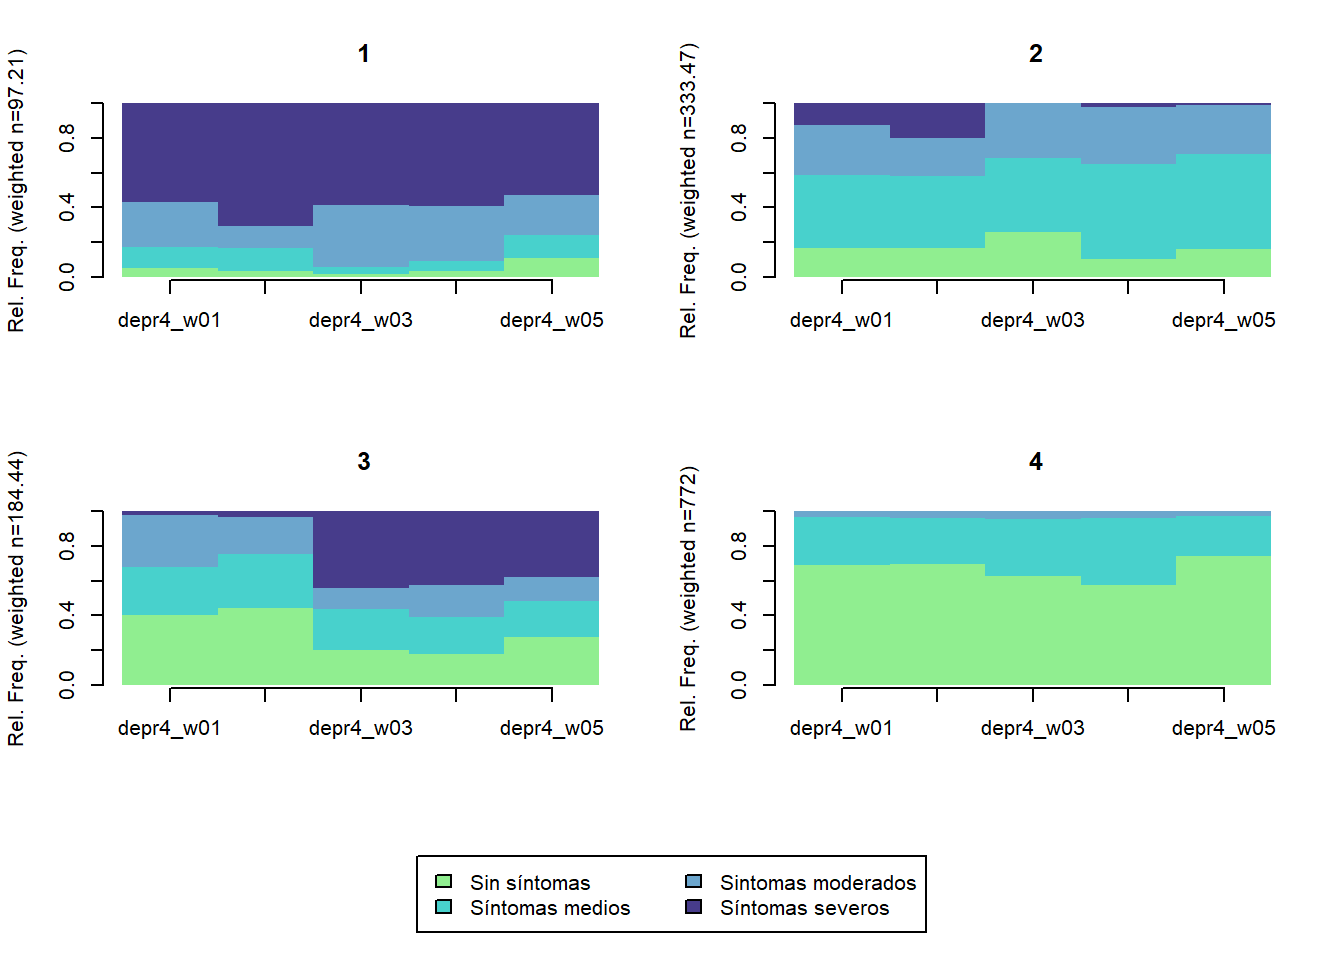 1
Rel. Freq. (weighted n=97.21)
0.0 0.4 0.8
depr4_w01 depr4_w03 depr4_w05
2
Rel. Freq. (weighted n=333.47)
0.0 0.4 0.8
depr4_w01 depr4_w03 depr4_w05
3
Rel. Freq. (weighted n=184.44)
0.0 0.4 0.8
depr4_w01 depr4_w03 depr4_w05
4
Rel. Freq. (weighted n=772)
0.0 0.4 0.8
depr4_w01 depr4_w03 depr4_w05
Sin síntomas Sintomas moderados
Síntomas medios Síntomas severos